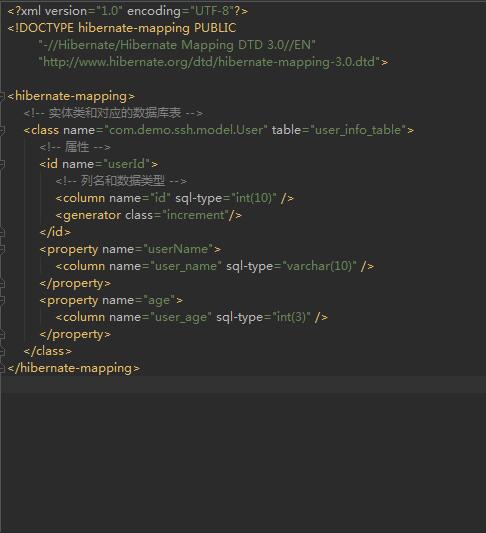 <?xml version="1.0" encoding="UTF-8"?>
<!DOCTYPE hibernate-mapping PUBLIC
"-//Hibernate/Hibernate Mapping DTD 3.0//EN"
"http://www.hibernate.org/dtd/hibernate-mapping-3.0.dtd">
<hibernate-mapping>
<!-- 实体类和对应的数据库表 -->
<class name="com.demo.ssh.model.User" table="user_info_table">
<!-- 属性 -->
<id name="userId">
<!-- 列名和数据类型 -->
<column name="id" sql-type="int(10)" />
<generator class="increment"/>
</id>
<property name="userName">
<column name="user_name" sql-type="varchar(10)" />
</property>
<property name="age">
<column name="user_age" sql-type="int(3)" />
</property>
</class>
</hibernate-mapping>